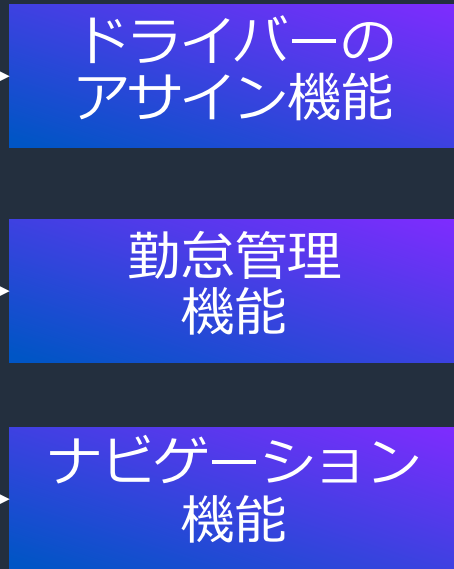 ドライバーの
アサイン機能
勤怠管理
機能
ナビゲーション
機能